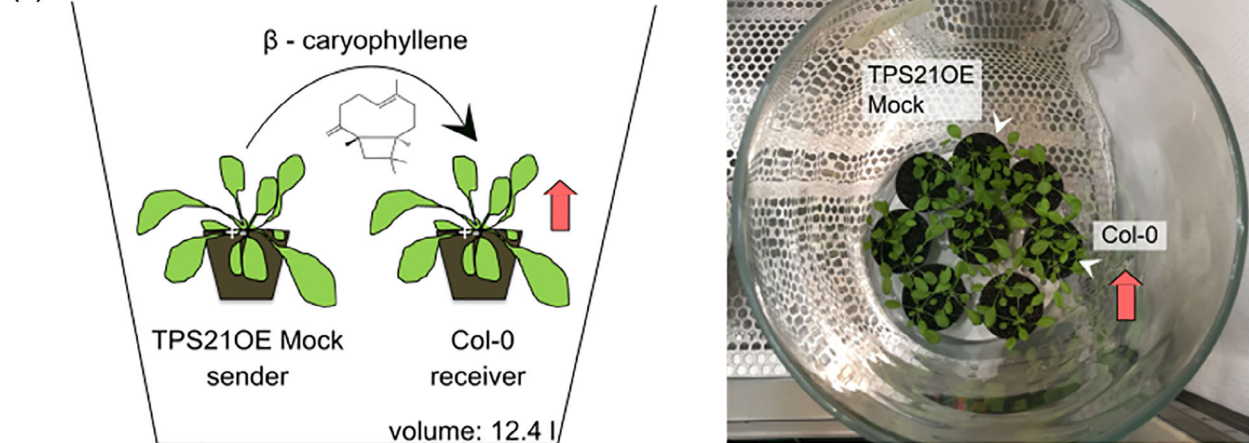 β - caryophyllene
TPS21OE Mock
sender
Col-0
receiver
volume: 12.4 l
TPS21OE
Mock
Col-0